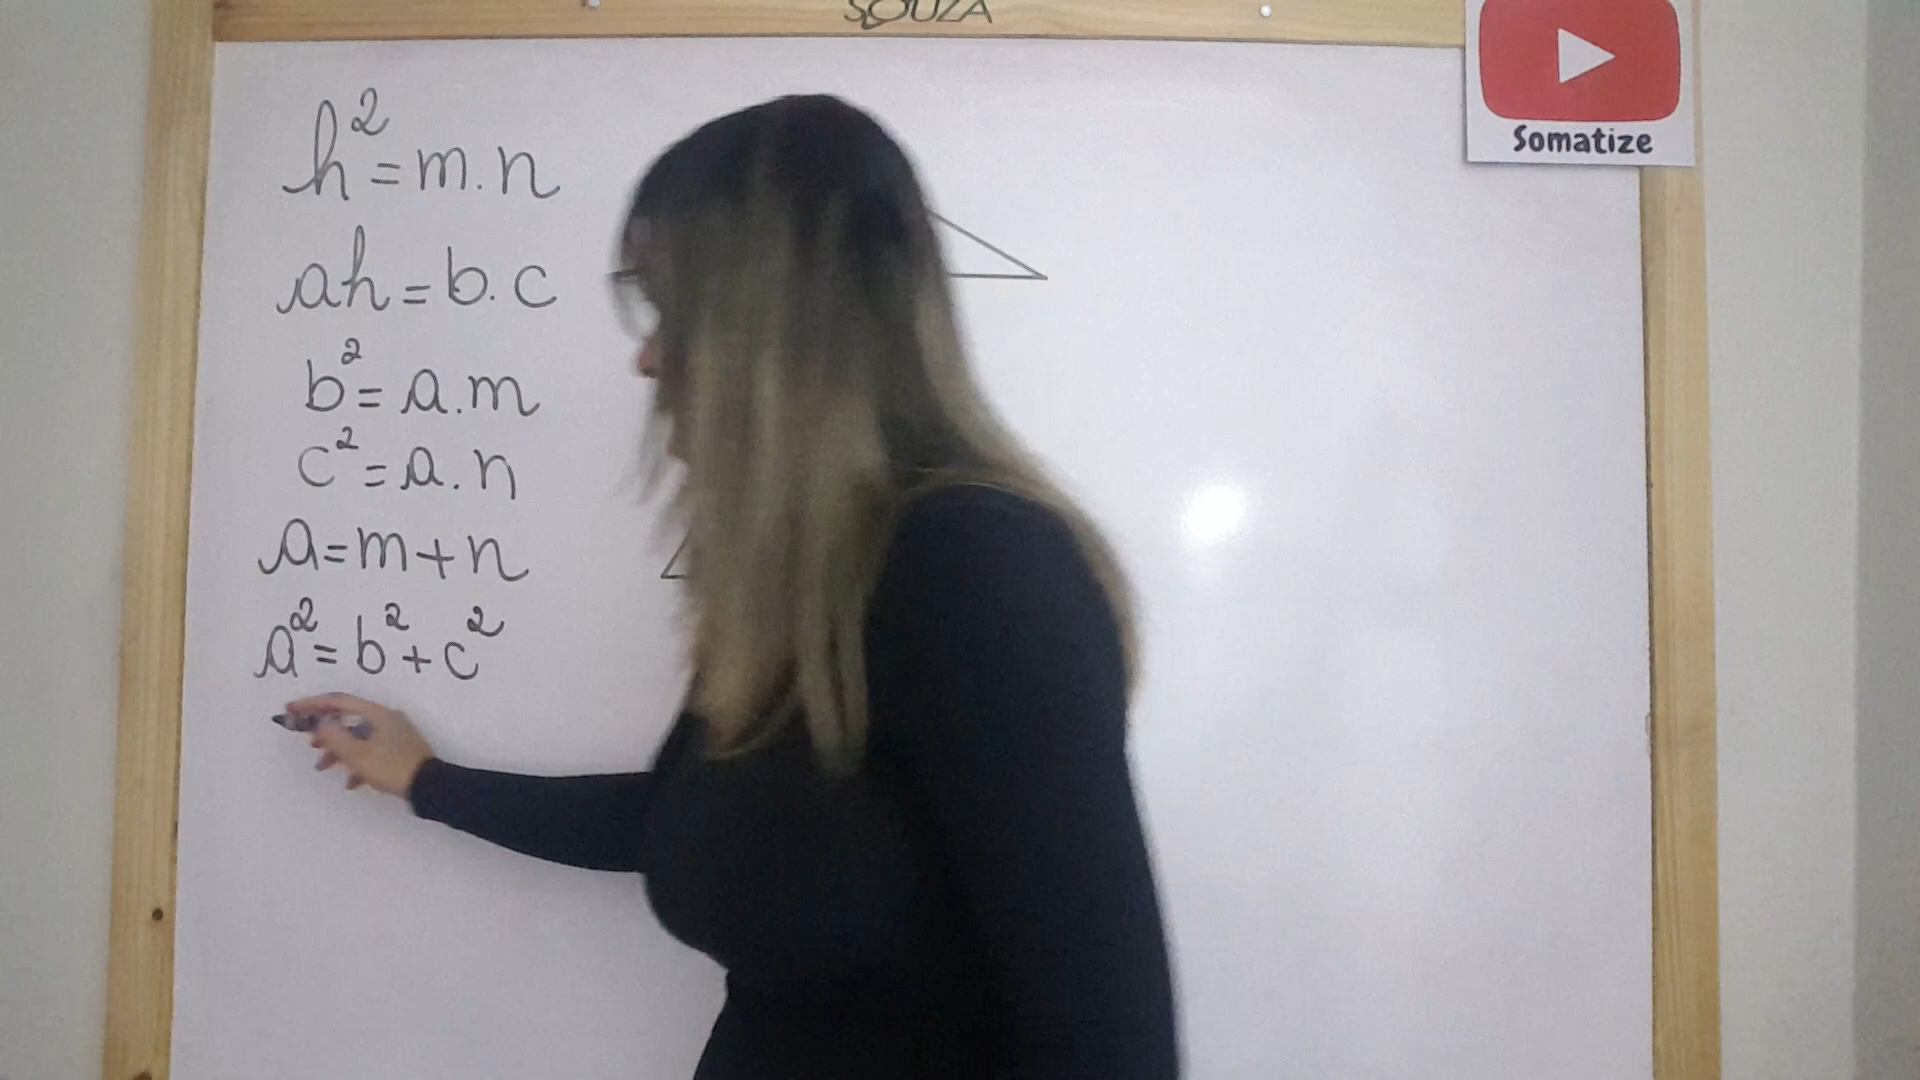 SOUZA
Somatize
h²=m.n
ah=b.c
b²=a.m
c²=a.n
a=m+n
a²=b²+c²